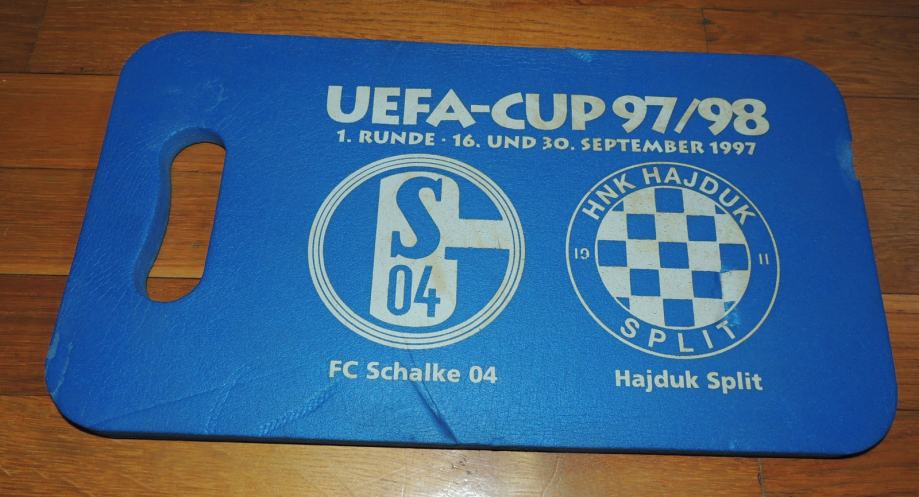 UEFA-CUP 97/98
1. RUNDE · 16. UND 30. SEPTEMBER 1997
S
04
HNK HAJDUK
19 11
SPLIT
FC Schalke 04
Hajduk Split